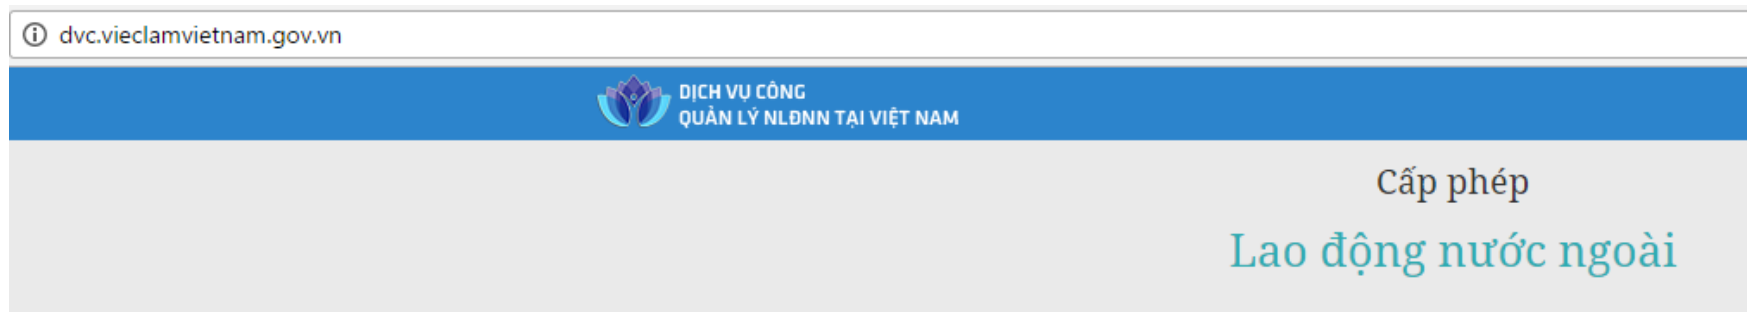 dvc.vieclamvietnam.gov.vn
DỊCH VỤ CÔNG
QUẢN LÝ NLĐNN TẠI VIỆT NAM
Cấp phép
Lao động nước ngoài